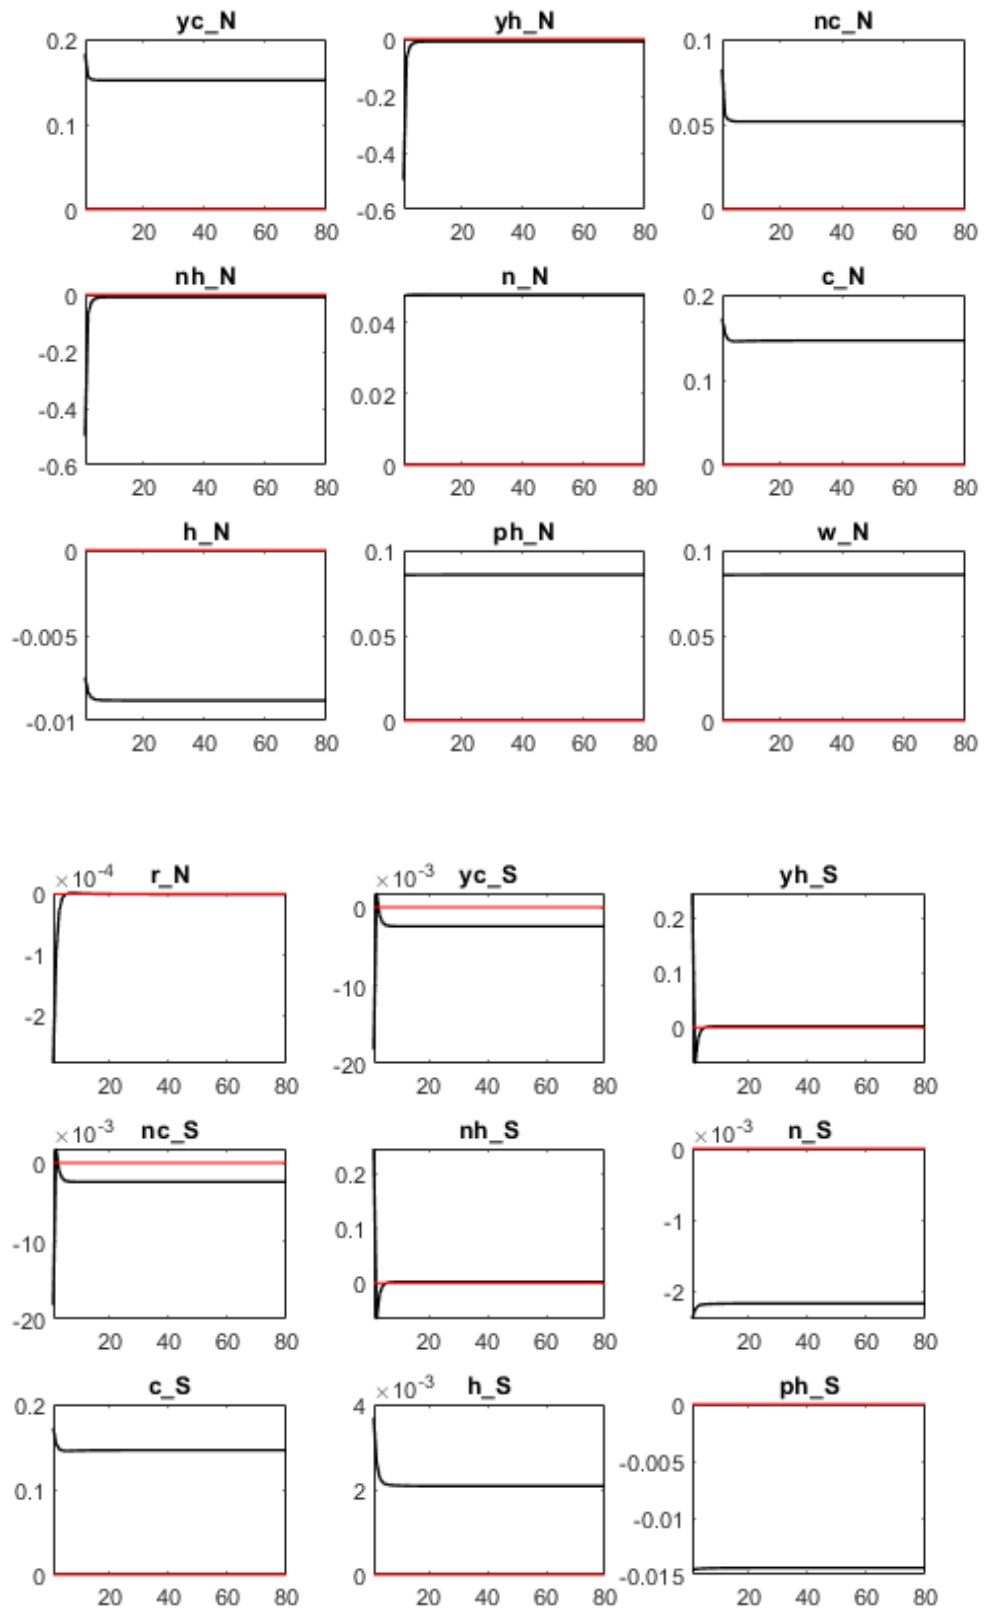 yc_N yh_N nc_N
0.2 0 0.1
-0.2
0.1 0.05
-0.4
0 -0.6 0
20 40 60 80 20 40 60 80 20 40 60 80
nh_N n_N c_N
0 0.2
0.04
-0.2
0.1
0.02
-0.4
-0.6 0 0
20 40 60 80 20 40 60 80 20 40 60 80
h_N ph_N w_N
0 0.1 0.1
-0.005 0.05 0.05
-0.01 0 0
20 40 60 80 20 40 60 80 20 40 60 80
r_N yc_S yh_S
×10-4 ×10-3
0 0 0.2
-1 0.1
-10
-2 0
-20
20 40 60 80 20 40 60 80 20 40 60 80
nc_S nh_S n_S
×10-3 ×10-3
0 0.2 0
-1
-10 0.1
0 -2
-20
20 40 60 80 20 40 60 80 20 40 60 80
c_S h_S ph_S
×10-3
0.2 4 0
-0.005
0.1 2
-0.01
0 0 -0.015
20 40 60 80 20 40 60 80 20 40 60 80